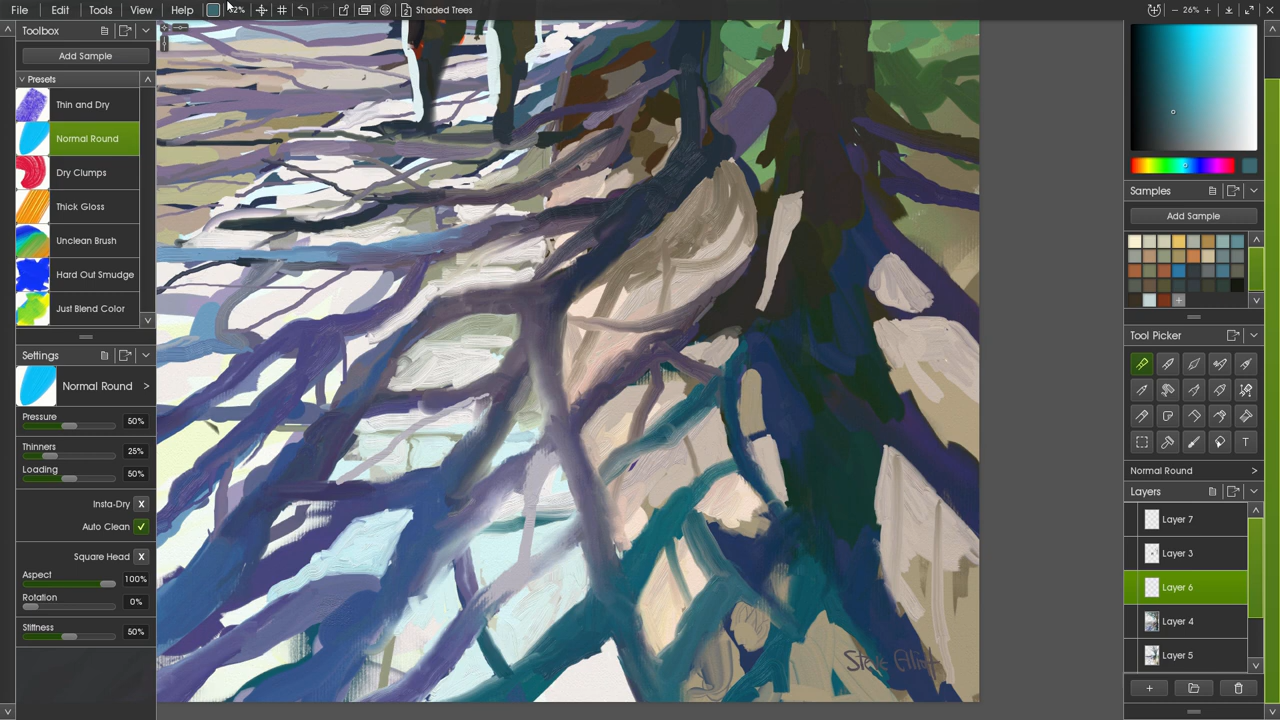 File Edit Tools View Help Shaded Trees 26%
Toolbox
Add Sample
Presets
Thin and Dry
Normal Round
Dry Clumps
Thick Gloss
Unclean Brush
Hard Out Smudge
Just Blend Color
Settings
Normal Round >
Pressure 50%
Thinners 25%
Loading 50%
Insta-Dry X
Auto Clean
Square Head X
Aspect 100%
Rotation 0%
Stiffness 50%
Steve Elliott
Samples
Add Sample
Tool Picker
T
Normal Round >
Layers
Layer 7
Layer 3
Layer 6
Layer 4
Layer 5